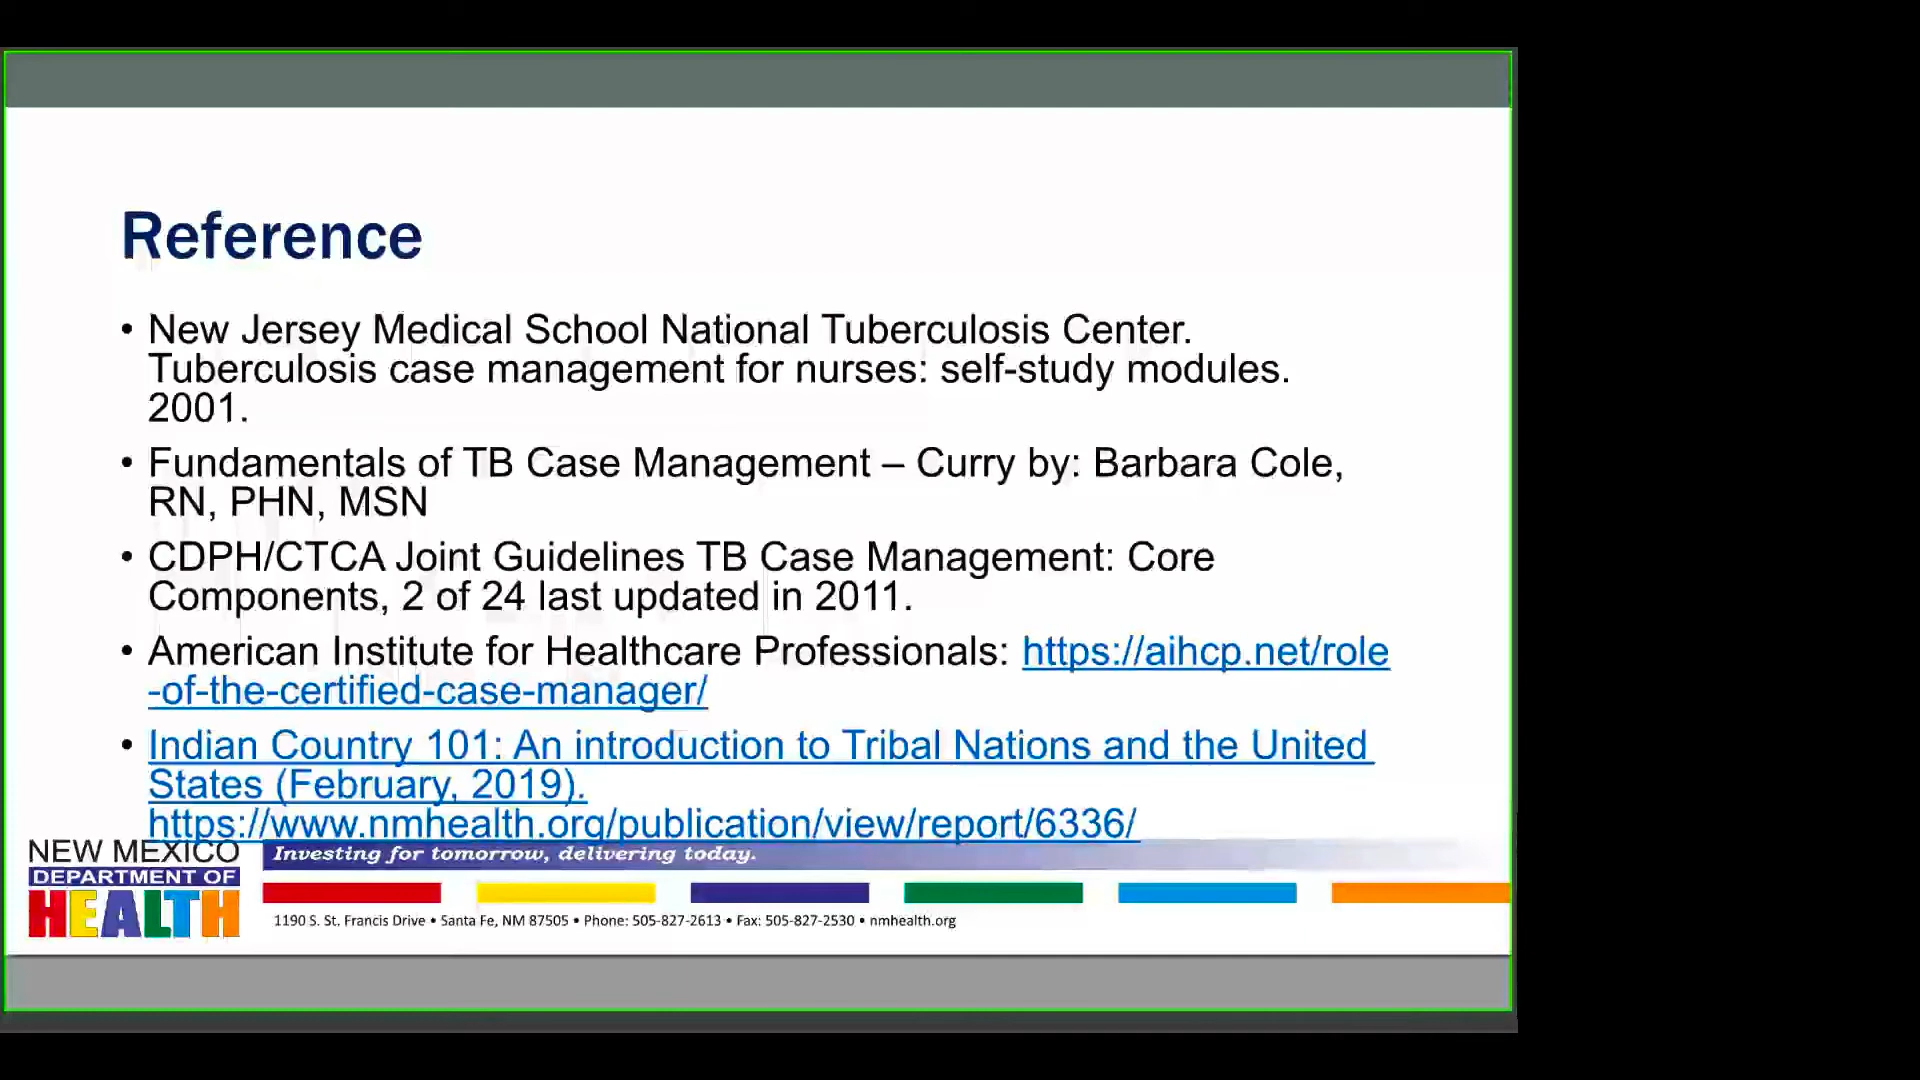 Reference
• New Jersey Medical School National Tuberculosis Center.
Tuberculosis case management for nurses: self-study modules.
2001.
• Fundamentals of TB Case Management – Curry by: Barbara Cole,
RN, PHN, MSN
• CDPH/CTCA Joint Guidelines TB Case Management: Core
Components, 2 of 24 last updated in 2011.
• American Institute for Healthcare Professionals: https://aihcp.net/role
-of-the-certified-case-manager/
• Indian Country 101: An introduction to Tribal Nations and the United
States (February, 2019).
https://www.nmhealth.org/publication/view/report/6336/
NEW MEXICO
DEPARTMENT OF
HEALTH
Investing for tomorrow, delivering today.
1190 S. St. Francis Drive • Santa Fe, NM 87505 • Phone: 505-827-2613 • Fax: 505-827-2530 • nmhealth.org